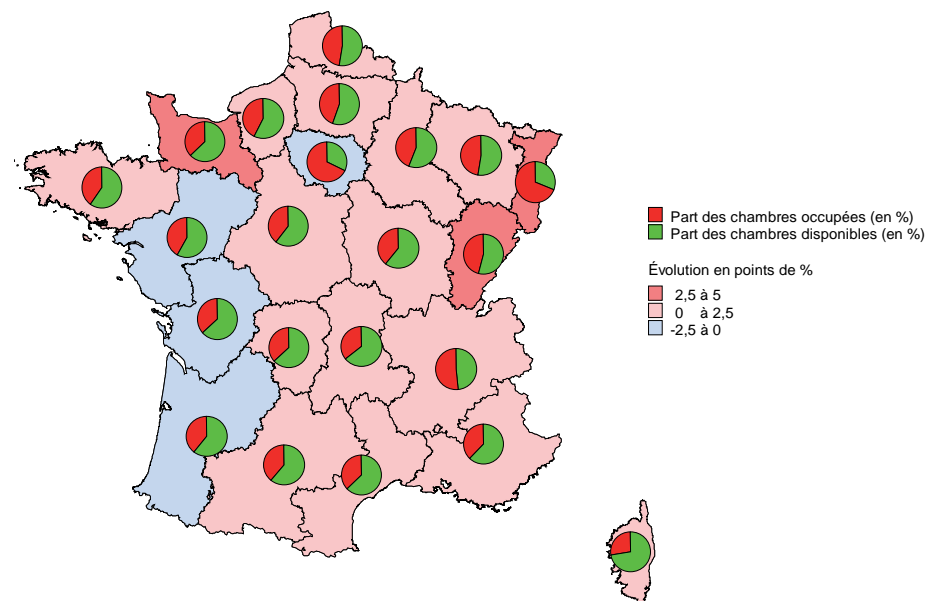 Part des chambres occupées (en %)
Part des chambres disponibles (en %)
Évolution en points de %
2,5 à 5
0 à 2,5
-2,5 à 0